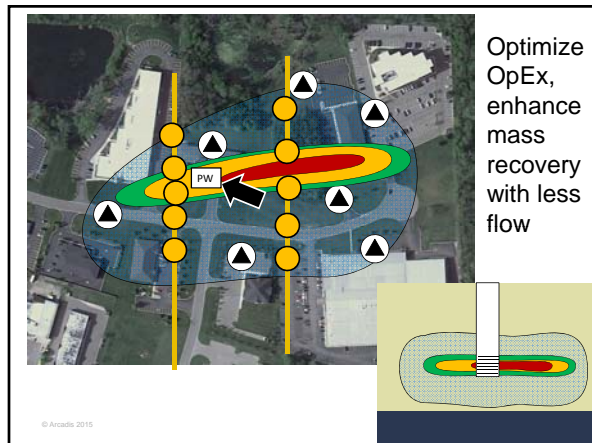 Optimize
OpEx,
enhance
mass
recovery
with less
flow
PW
© Arcadis 2015